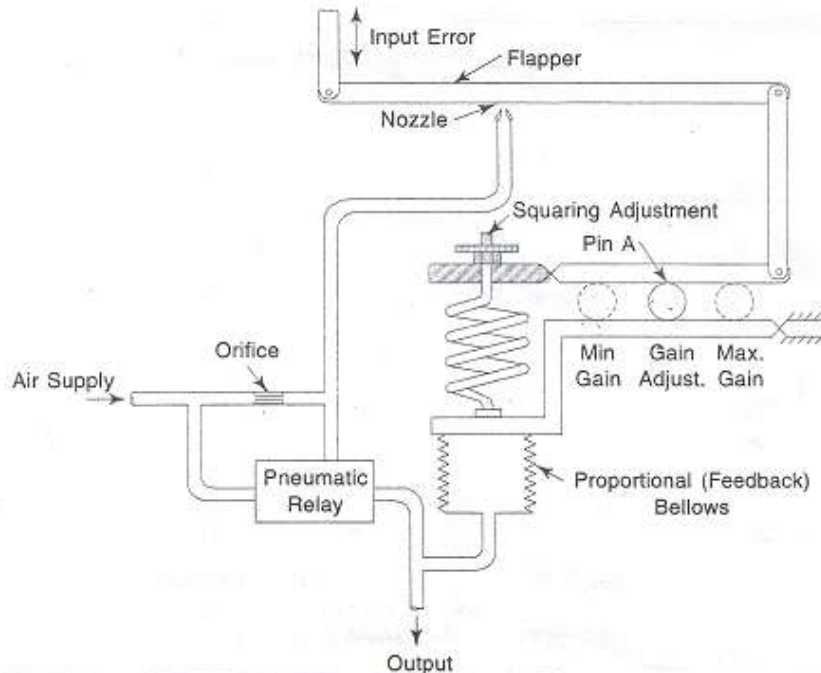 Input Error
Flapper
Nozzle
Squaring Adjustment
Pin A
Orifice
Air Supply
Min
Gain
Gain
Adjust.
Max.
Gain
Pneumatic
Relay
Proportional (Feedback)
Bellows
Output